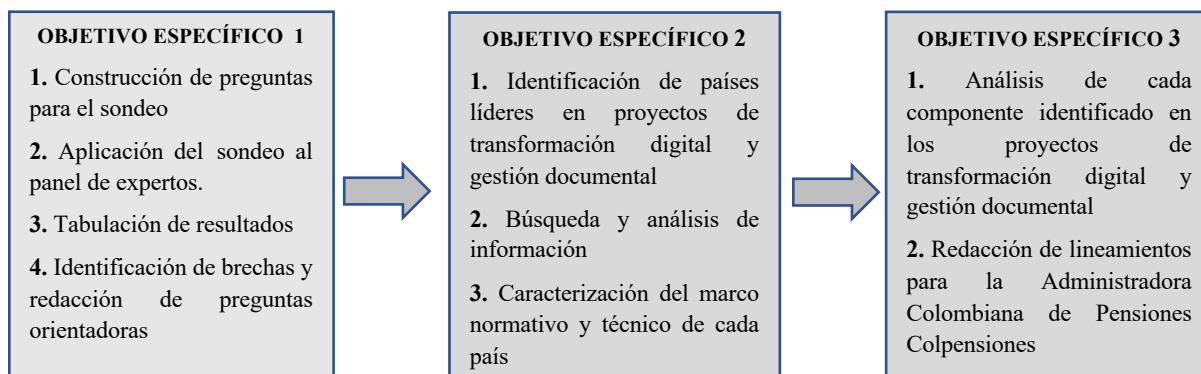 OBJETIVO ESPECÍFICO 1
1. Construcción de preguntas
para el sondeo
2. Aplicación del sondeo al
panel de expertos.
3. Tabulación de resultados
4. Identificación de brechas y
redacción de preguntas
orientadoras
OBJETIVO ESPECÍFICO 2
1. Identificación de países
líderes en proyectos de
transformación digital y
gestión documental
2. Búsqueda y análisis de
información
3. Caracterización del marco
normativo y técnico de cada
país
OBJETIVO ESPECÍFICO 3
1. Análisis de cada
componente identificado en
los proyectos de
transformación digital y
gestión documental
2. Redacción de lineamientos
para la Administradora
Colombiana de Pensiones
Colpensiones